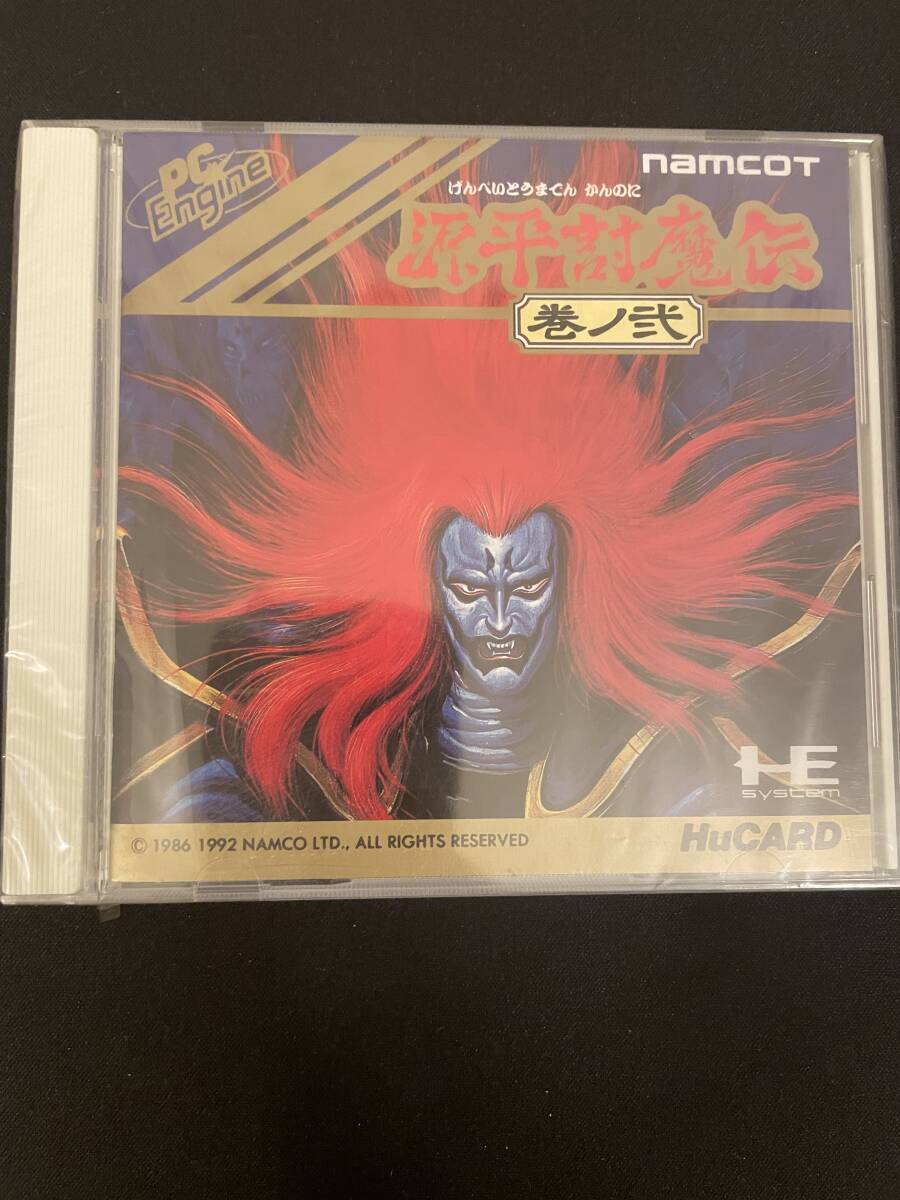 PC Engine
namcot
げんぺいとうまでん かんのに
源平討魔伝
巻ノ弐
HE
system
© 1986 1992 NAMCO LTD., ALL RIGHTS RESERVED
HuCARD